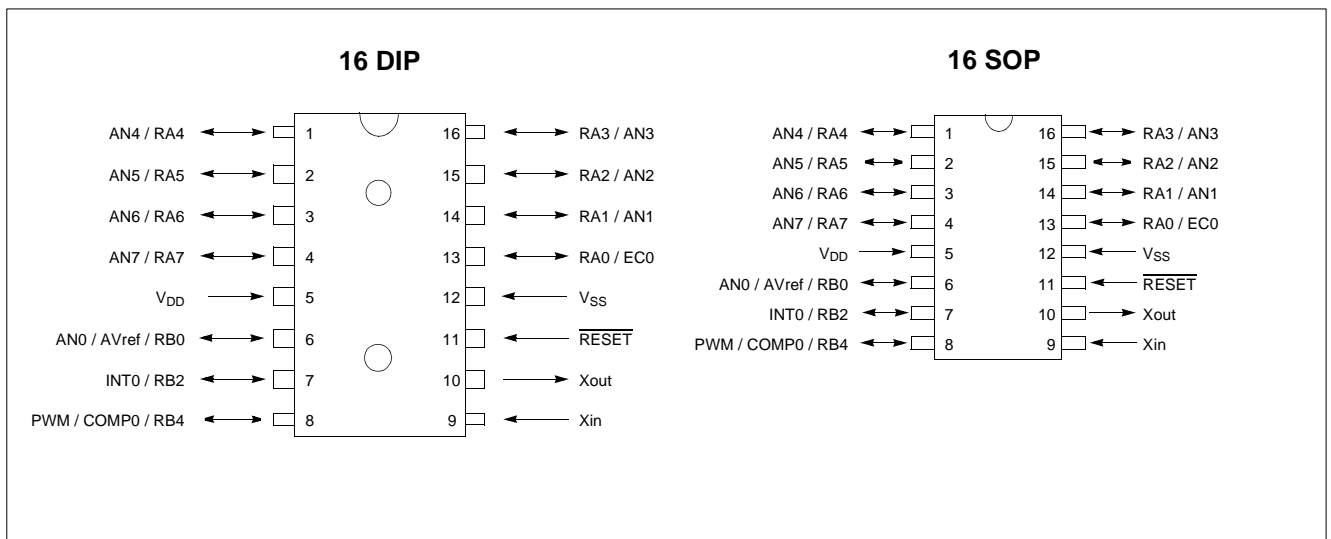 16 DIP
AN4 / RA4 1 16 RA3 / AN3
AN5 / RA5 2 15 RA2 / AN2
AN6 / RA6 3 14 RA1 / AN1
AN7 / RA7 4 13 RA0 / EC0
VDD 5 12 VSS
AN0 / AVref / RB0 6 11 RESET
INT0 / RB2 7 10 Xout
PWM / COMP0 / RB4 8 9 Xin
16 SOP
AN4 / RA4 1 16 RA3 / AN3
AN5 / RA5 2 15 RA2 / AN2
AN6 / RA6 3 14 RA1 / AN1
AN7 / RA7 4 13 RA0 / EC0
VDD 5 12 VSS
AN0 / AVref / RB0 6 11 RESET
INT0 / RB2 7 10 Xout
PWM / COMP0 / RB4 8 9 Xin